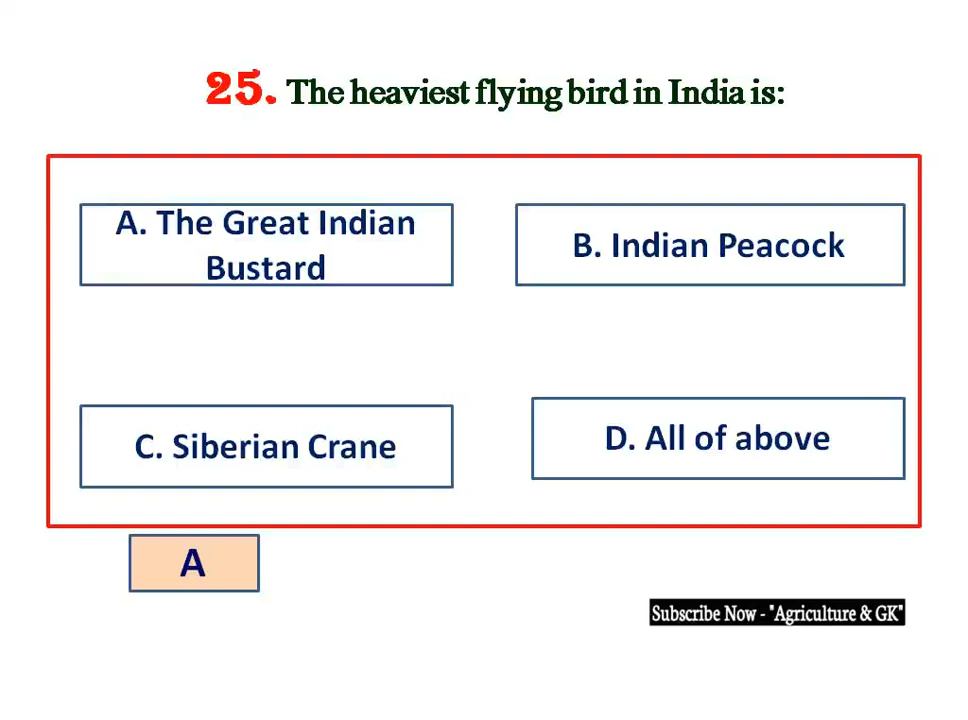 25. The heaviest flying bird in India is:
A. The Great Indian
Bustard
B. Indian Peacock
C. Siberian Crane
D. All of above
A
Subscribe Now - "Agriculture & GK"